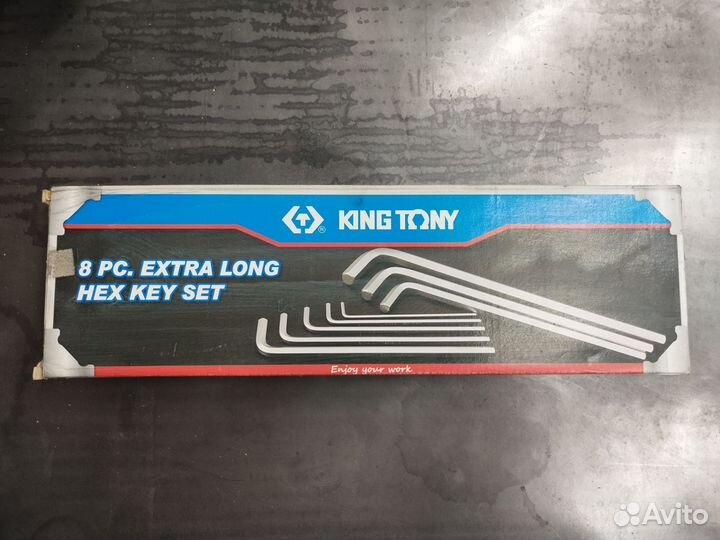 KING TONY
8 PC. EXTRA LONG
HEX KEY SET
Enjoy your work
Avito